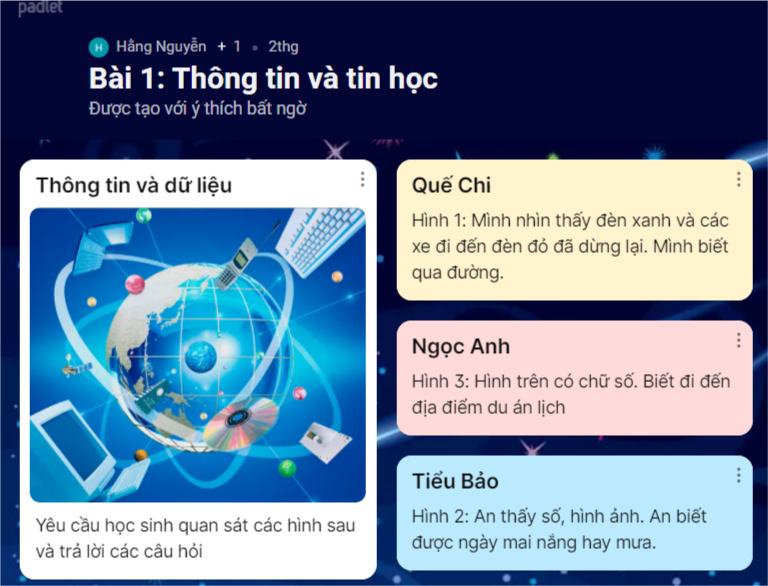 padlet
H Hằng Nguyễn + 1 • 2thg
Bài 1: Thông tin và tin học
Được tạo với ý thích bất ngờ
Thông tin và dữ liệu
Yêu cầu học sinh quan sát các hình sau
và trả lời các câu hỏi
Quế Chi
Hình 1: Mình nhìn thấy đèn xanh và các
xe đi đến đèn đỏ đã dừng lại. Mình biết
qua đường.
Ngọc Anh
Hình 3: Hình trên có chữ số. Biết đi đến
địa điểm du án lịch
Tiểu Bảo
Hình 2: An thấy số, hình ảnh. An biết
được ngày mai nắng hay mưa.